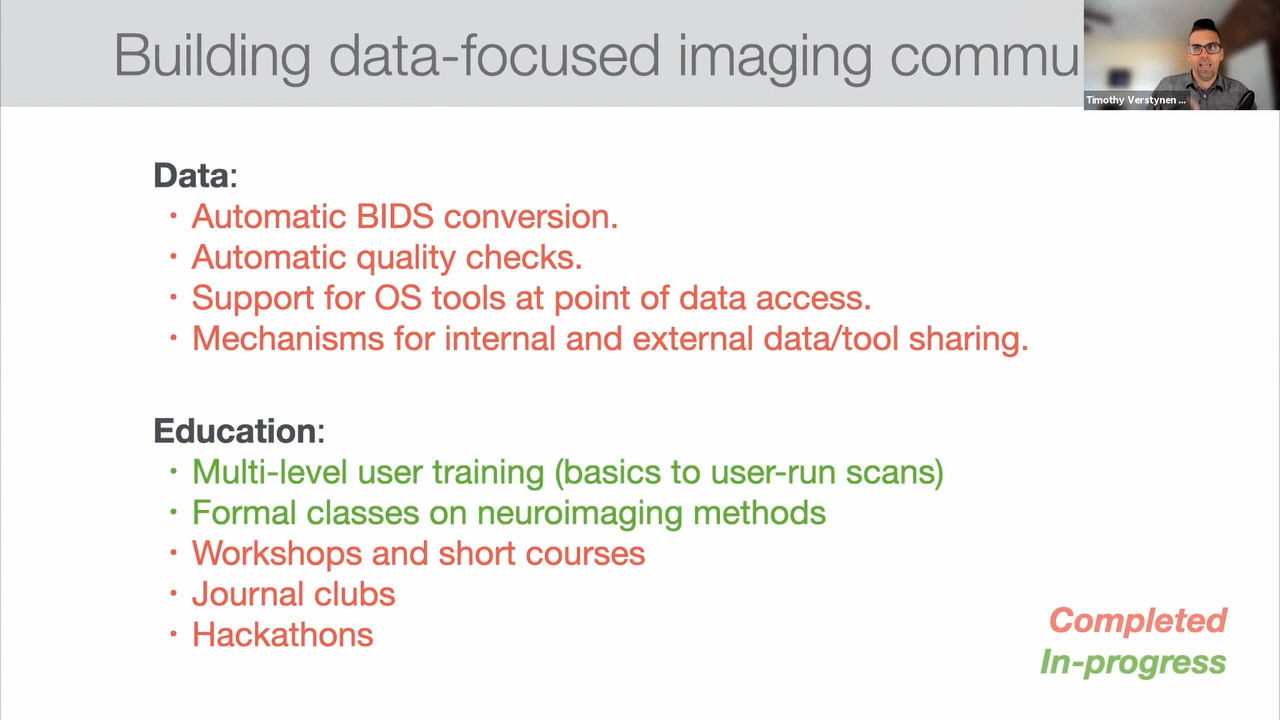 Building data-focused imaging commu
Timothy Verstynen ...
Data:
• Automatic BIDS conversion.
• Automatic quality checks.
• Support for OS tools at point of data access.
• Mechanisms for internal and external data/tool sharing.
Education:
• Multi-level user training (basics to user-run scans)
• Formal classes on neuroimaging methods
• Workshops and short courses
• Journal clubs
• Hackathons
Completed
In-progress